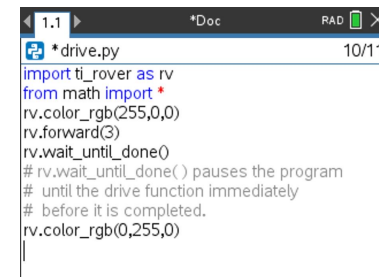 1.1 *Doc RAD
*drive.py 10/11
import ti_rover as rv
from math import *
rv.color_rgb(255,0,0)
rv.forward(3)
rv.wait_until_done()
# rv.wait_until_done( ) pauses the program
#  until the drive function immediately
#  before it is completed.
rv.color_rgb(0,255,0)